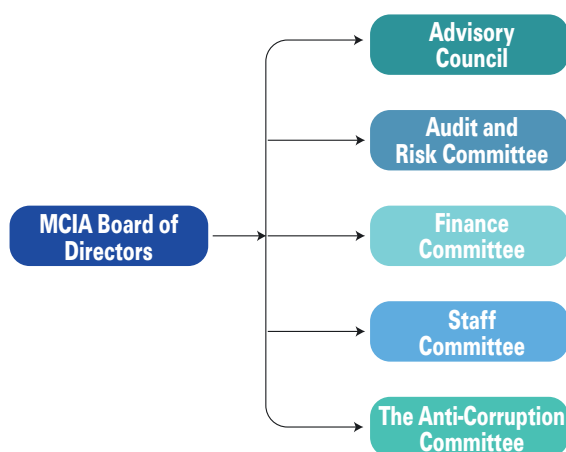 Advisory
Council
Audit and
Risk Committee
MCIA Board of
Directors
Finance
Committee
Staff
Committee
The Anti-Corruption
Committee